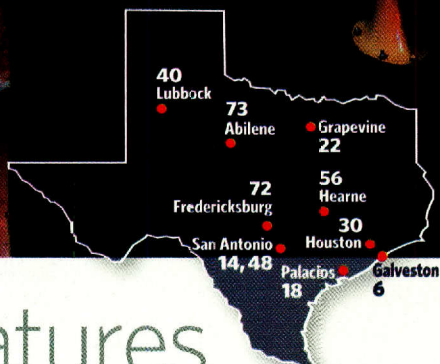 40
Lubbock
73
Abilene
Grapevine
22
56
Hearne
72
Fredericksburg
30
Houston
San Antonio
14, 48
Palacios
18
Galveston
6
atures